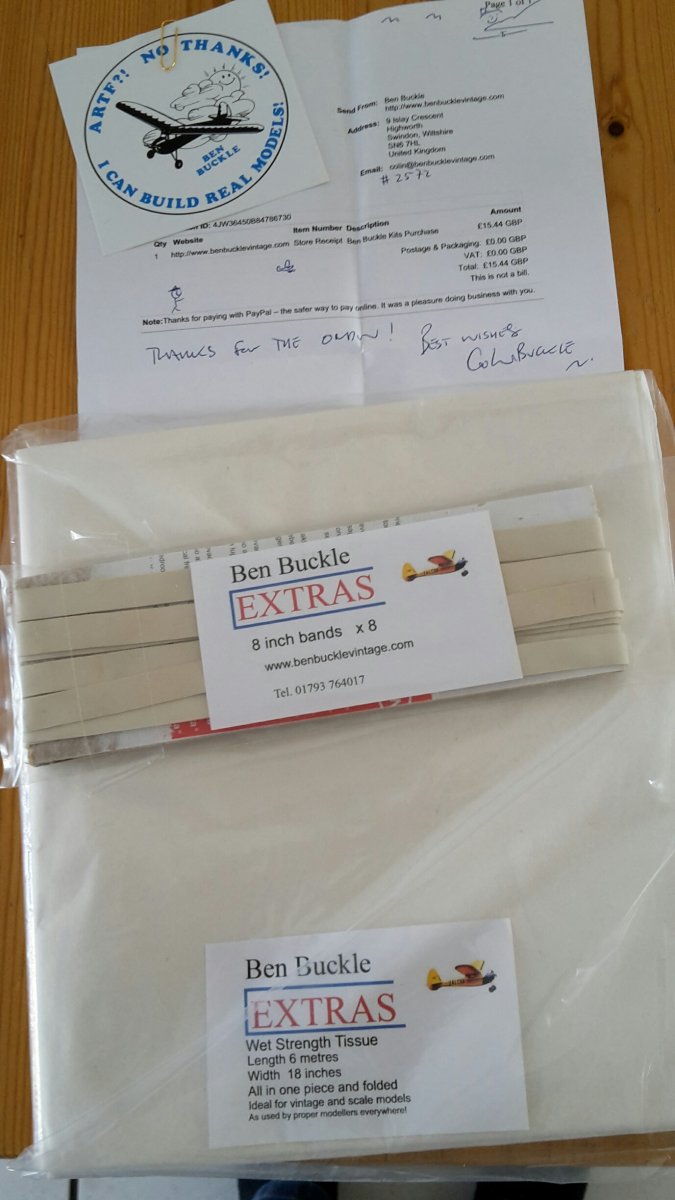 ARTF?! NO THANKS!
BEN
BUCKLE
I CAN BUILD REAL MODELS!
Page 1 of 1
Send From: Ben Buckle
http://www.benbucklevintage.com
Address: 9 Islay Crescent
Highworth
Swindon, Wiltshire
SN6 7HL
United Kingdom
Email: colin@benbucklevintage.com
# 2572
ID: 4JW36450B84786730
Qty Website Item Number Description Amount
1 http://www.benbucklevintage.com Store Receipt Ben Buckle Kits Purchase £15.44 GBP
Postage & Packaging: £0.00 GBP
VAT: £0.00 GBP
Total: £15.44 GBP
This is not a bill.
Note:Thanks for paying with PayPal – the safer way to pay online. It was a pleasure doing business with you.
THANKS for THE ORDER! BEST WISHES
Colin BUCKLE
Ben Buckle
EXTRAS
8 inch bands x 8
www.benbucklevintage.com
Tel. 01793 764017
Ben Buckle
EXTRAS
Wet Strength Tissue
Length 6 metres
Width 18 inches
All in one piece and folded
Ideal for vintage and scale models
As used by proper modellers everywhere!